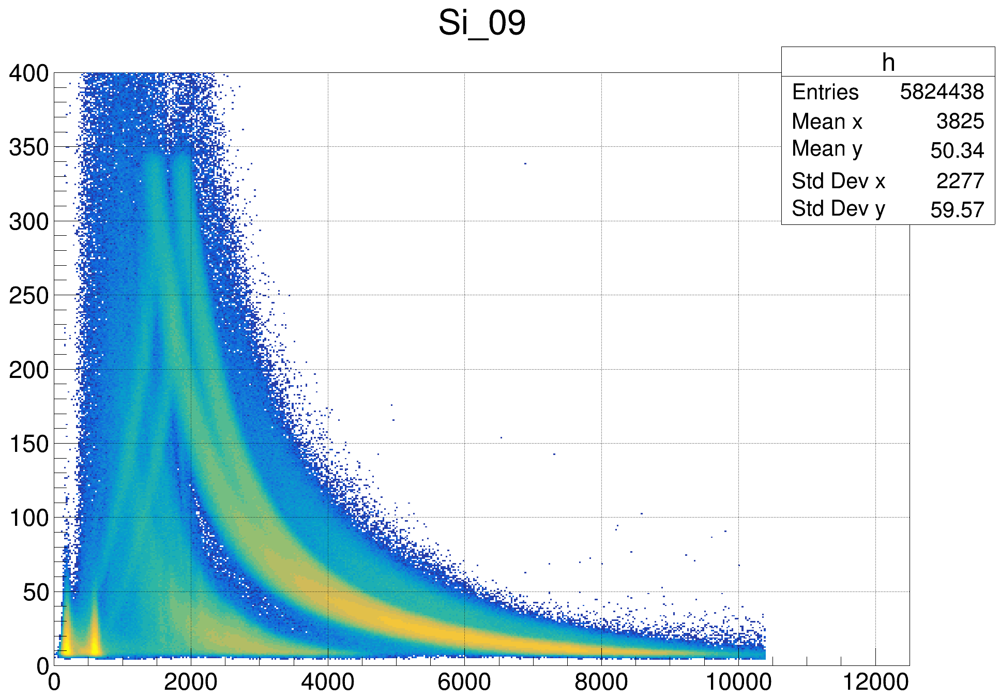 Si_09
h
Entries 5824438
Mean x 3825
Mean y 50.34
Std Dev x 2277
Std Dev y 59.57
400
350
300
250
200
150
100
50
0
0 2000 4000 6000 8000 10000 12000